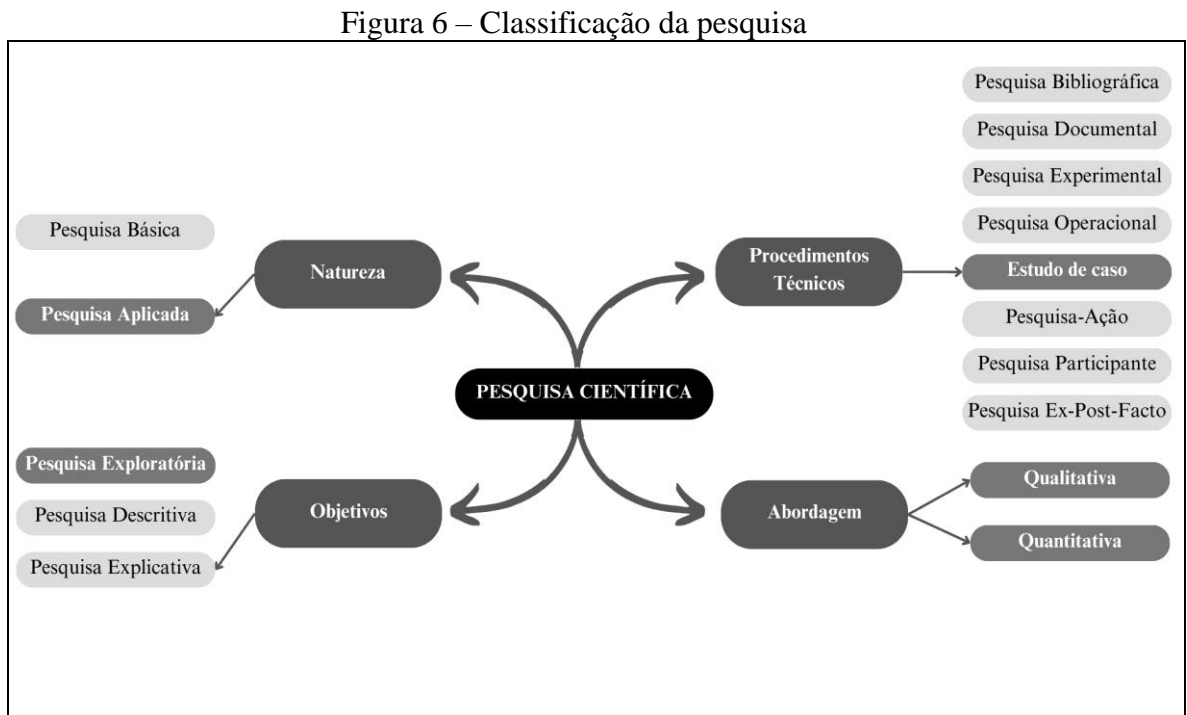 Figura 6 – Classificação da pesquisa
Pesquisa Bibliográfica
Pesquisa Documental
Pesquisa Experimental
Pesquisa Operacional
Estudo de caso
Pesquisa-Ação
Pesquisa Participante
Pesquisa Ex-Post-Facto
Procedimentos
Técnicos
Pesquisa Básica
Pesquisa Aplicada
Natureza
PESQUISA CIENTÍFICA
Pesquisa Exploratória
Pesquisa Descritiva
Pesquisa Explicativa
Objetivos
Abordagem
Qualitativa
Quantitativa